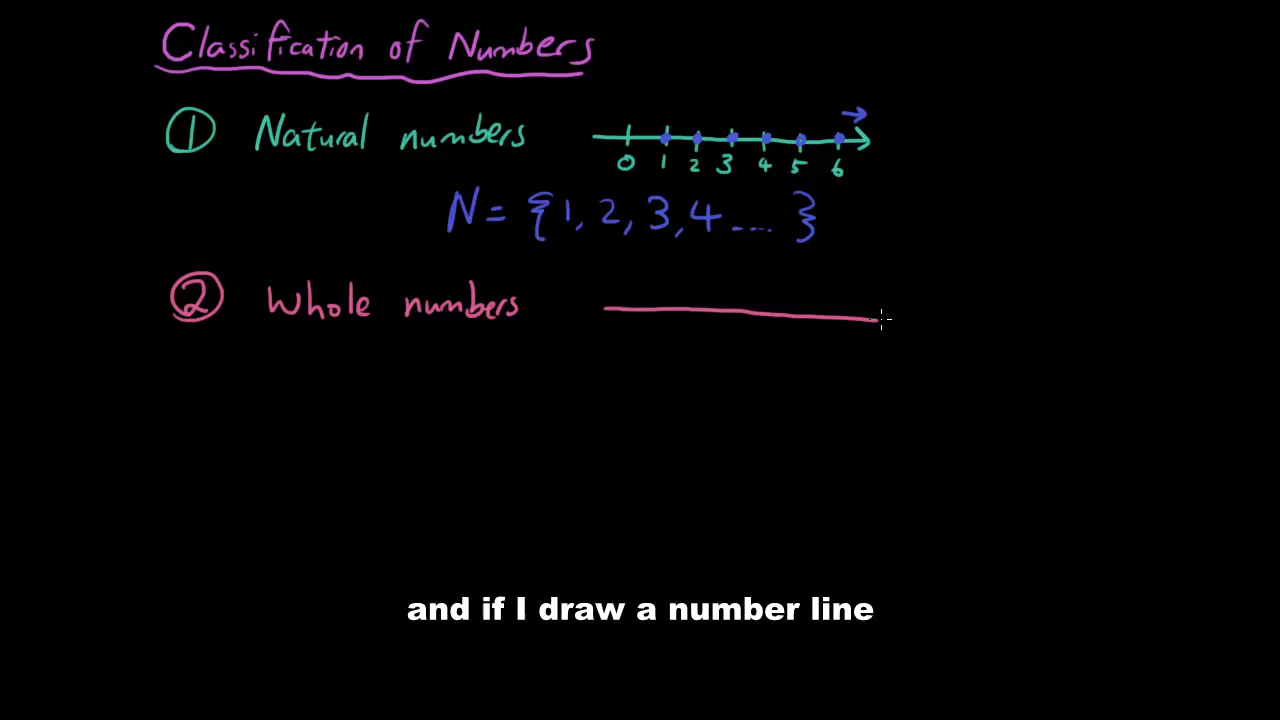 Classification of Numbers
① Natural numbers
0 1 2 3 4 5 6
N = {1, 2, 3, 4 .... }
② Whole numbers
and if I draw a number line